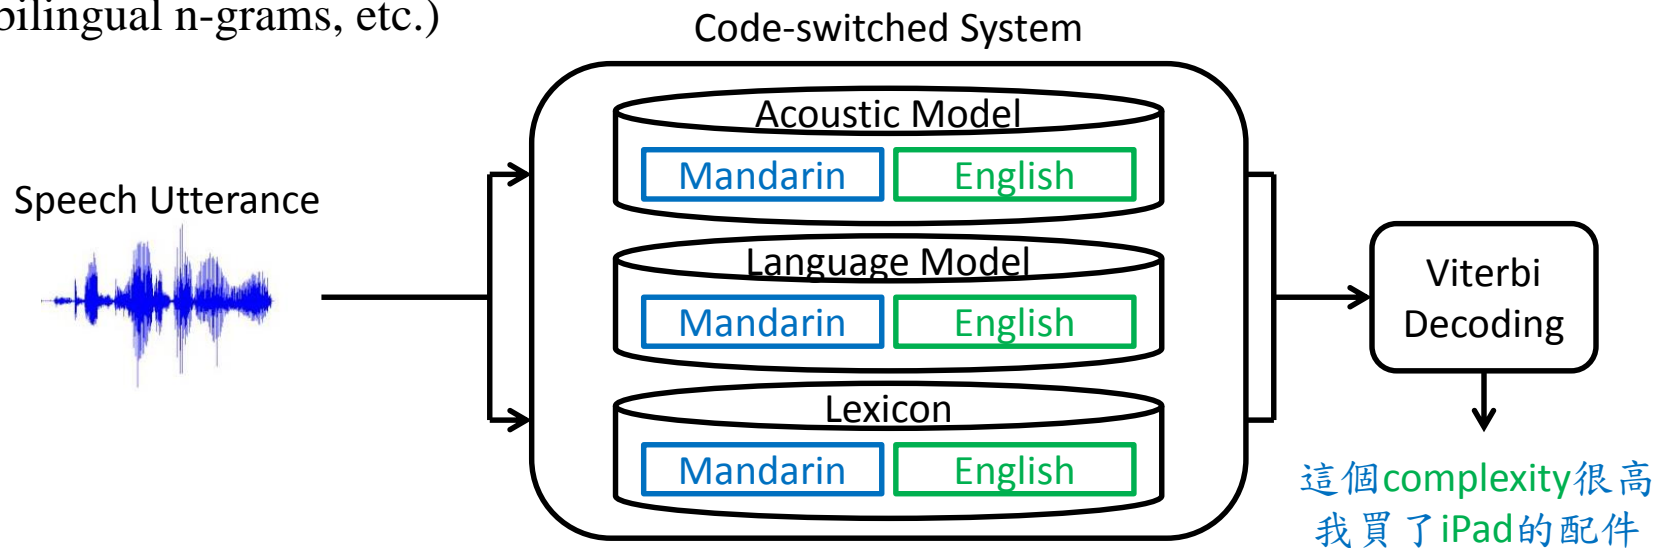 bilingual n-grams, etc.)
Code-switched System
Speech Utterance
Acoustic Model
Mandarin English
Language Model
Mandarin English
Lexicon
Mandarin English
Viterbi
Decoding
這個complexity很高
我買了iPad的配件